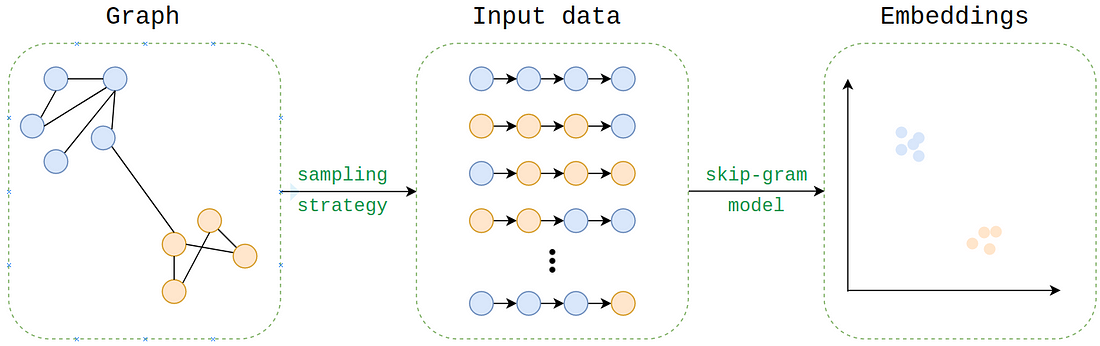 Graph
Input data
Embeddings
sampling
strategy
skip-gram
model